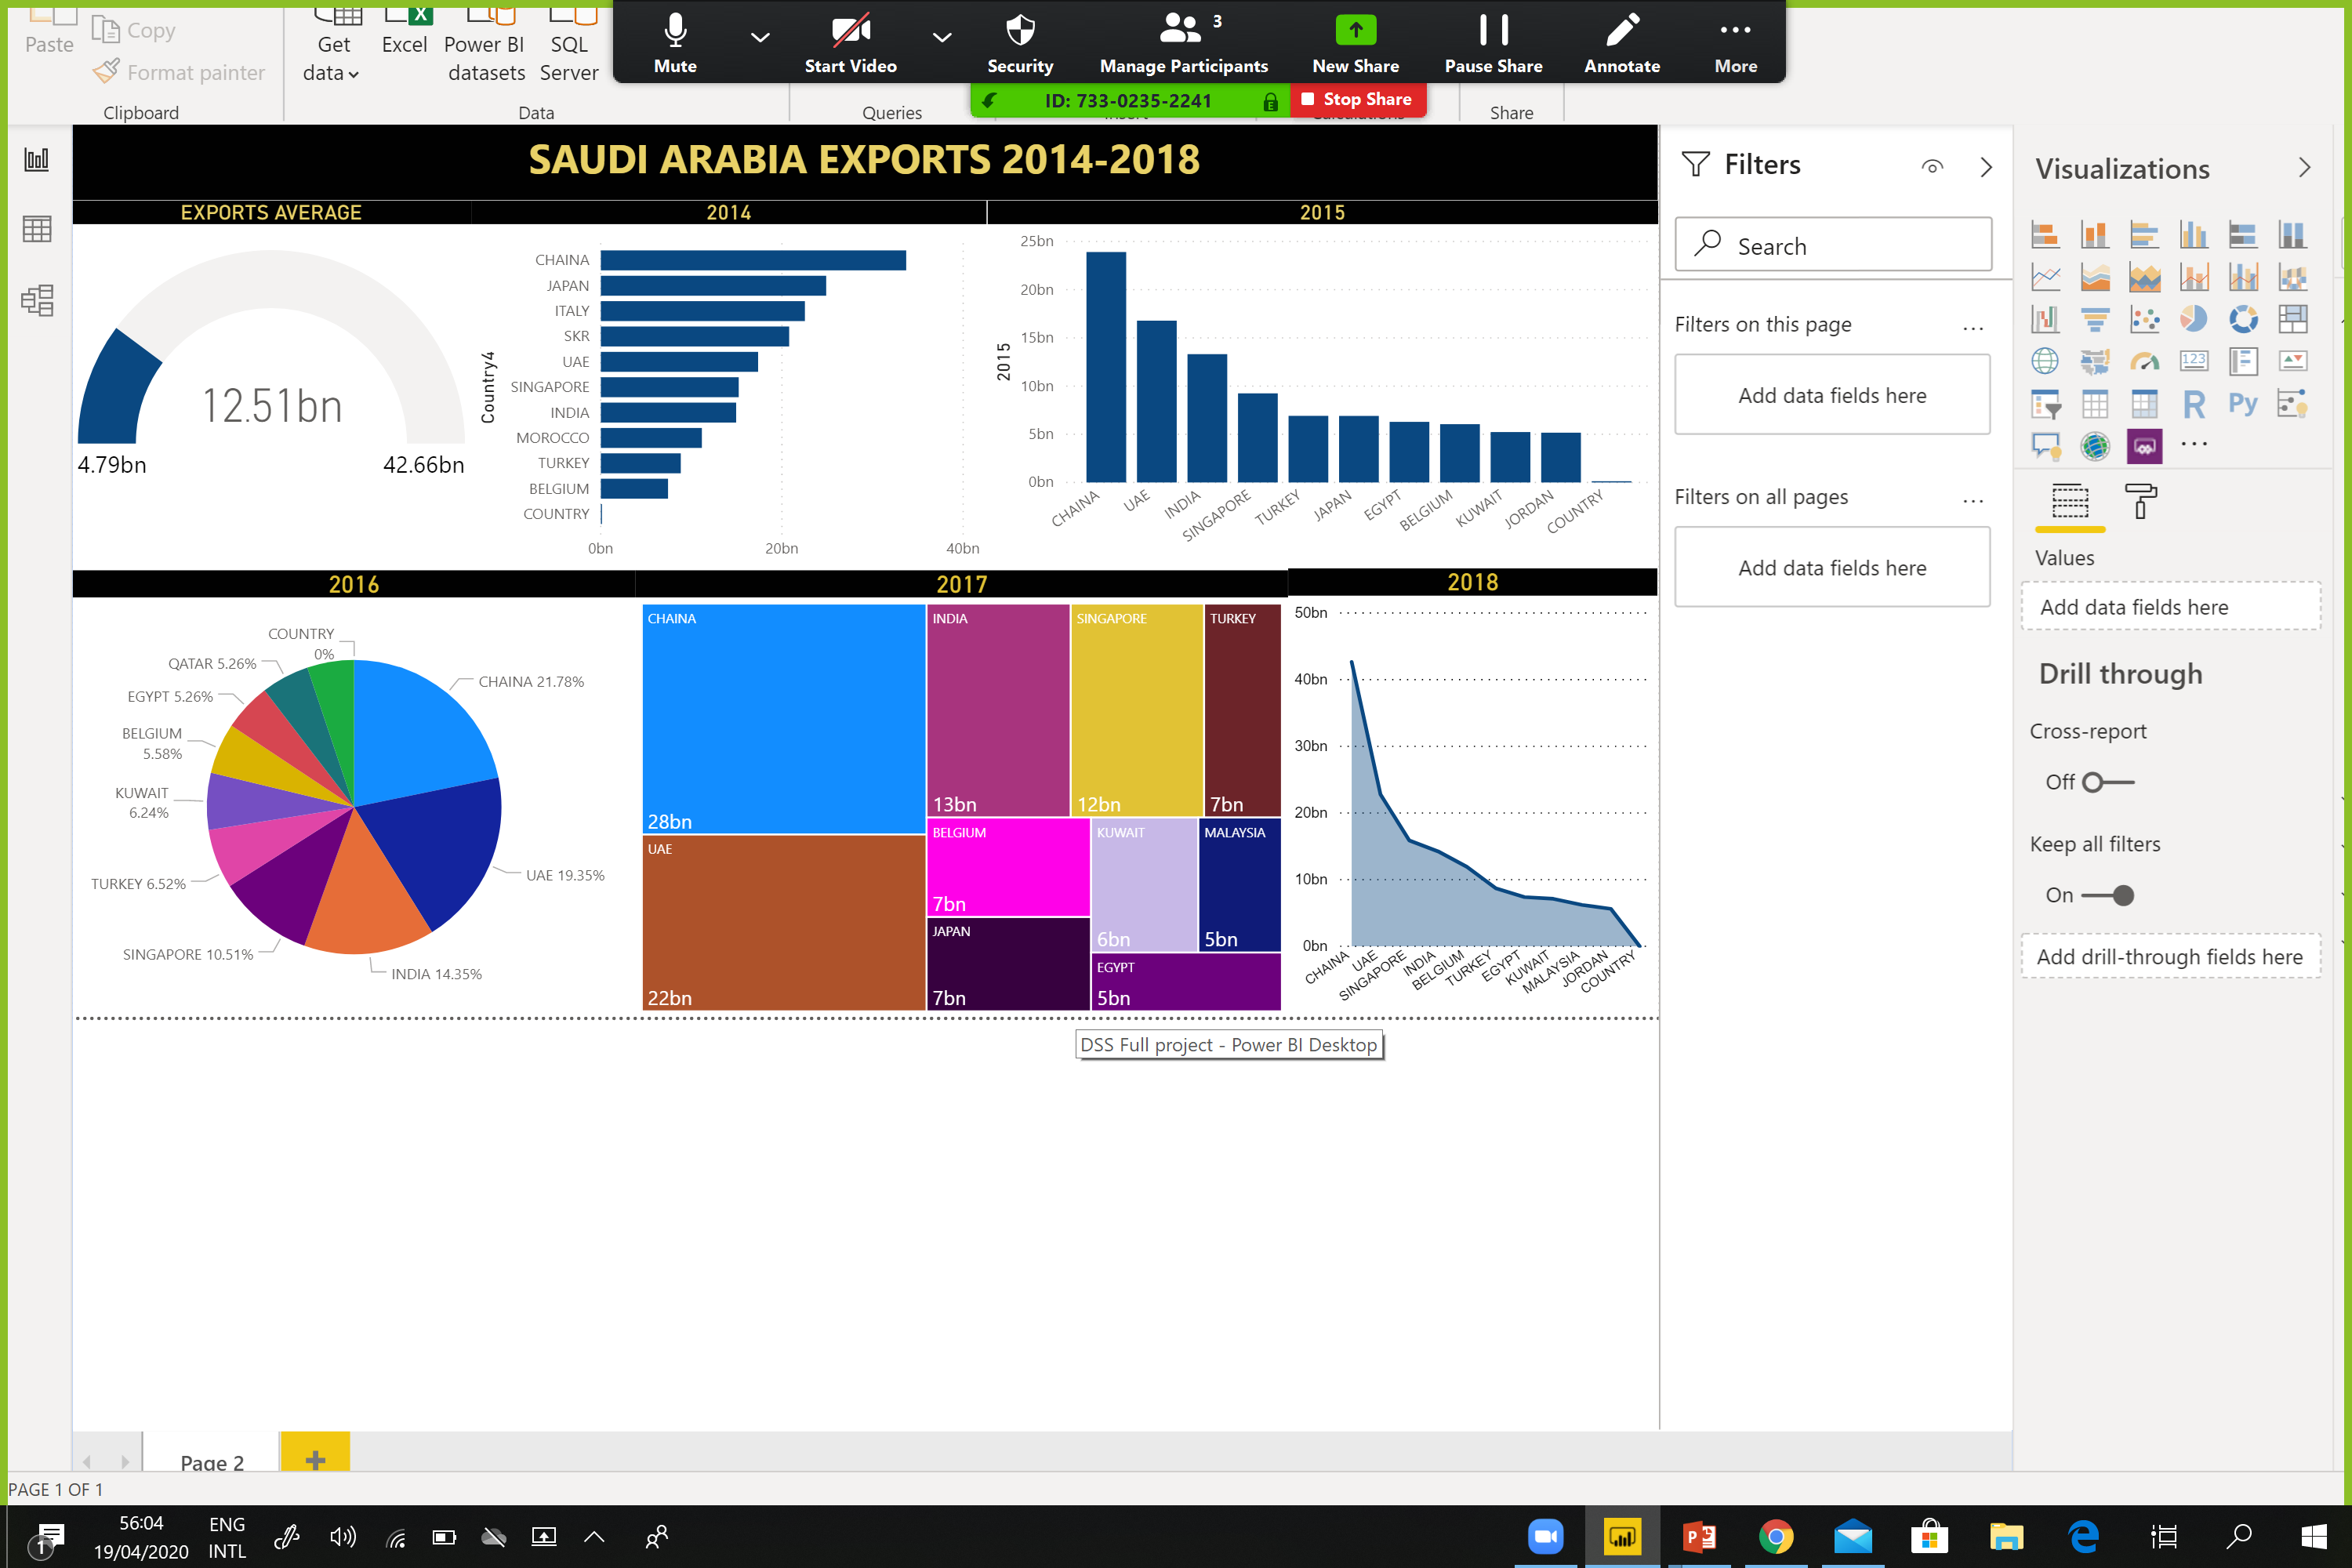 Paste
Copy
Format painter
Clipboard
Get
data
Excel
Power BI
datasets
SQL
Server
Data
Queries
Share
Mute
Start Video
Security
Manage Participants
3
New Share
Pause Share
Annotate
More
ID: 733-0235-2241
Stop Share
SAUDI ARABIA EXPORTS 2014-2018
EXPORTS AVERAGE
2014
2015
12.51bn
4.79bn
42.66bn
Country4
CHAINA
JAPAN
ITALY
SKR
UAE
SINGAPORE
INDIA
MOROCCO
TURKEY
BELGIUM
COUNTRY
0bn
20bn
40bn
2015
25bn
20bn
15bn
10bn
5bn
0bn
CHAINA
UAE
INDIA
SINGAPORE
TURKEY
JAPAN
EGYPT
BELGIUM
KUWAIT
JORDAN
COUNTRY
2016
2017
2018
COUNTRY
0%
QATAR 5.26%
EGYPT 5.26%
BELGIUM
5.58%
KUWAIT
6.24%
TURKEY 6.52%
SINGAPORE 10.51%
INDIA 14.35%
UAE 19.35%
CHAINA 21.78%
CHAINA
28bn
UAE
22bn
INDIA
13bn
SINGAPORE
12bn
TURKEY
7bn
BELGIUM
7bn
JAPAN
7bn
KUWAIT
6bn
MALAYSIA
5bn
EGYPT
5bn
50bn
40bn
30bn
20bn
10bn
0bn
CHAINA
UAE
SINGAPORE
INDIA
BELGIUM
TURKEY
EGYPT
KUWAIT
MALAYSIA
JORDAN
COUNTRY
DSS Full project - Power BI Desktop
Filters
Search
Filters on this page
...
Add data fields here
Filters on all pages
...
Add data fields here
Visualizations
123
R
Py
...
Values
Add data fields here
Drill through
Cross-report
Off
Keep all filters
On
Add drill-through fields here
Page 2
+
PAGE 1 OF 1
1
56:04
19/04/2020
ENG
INTL